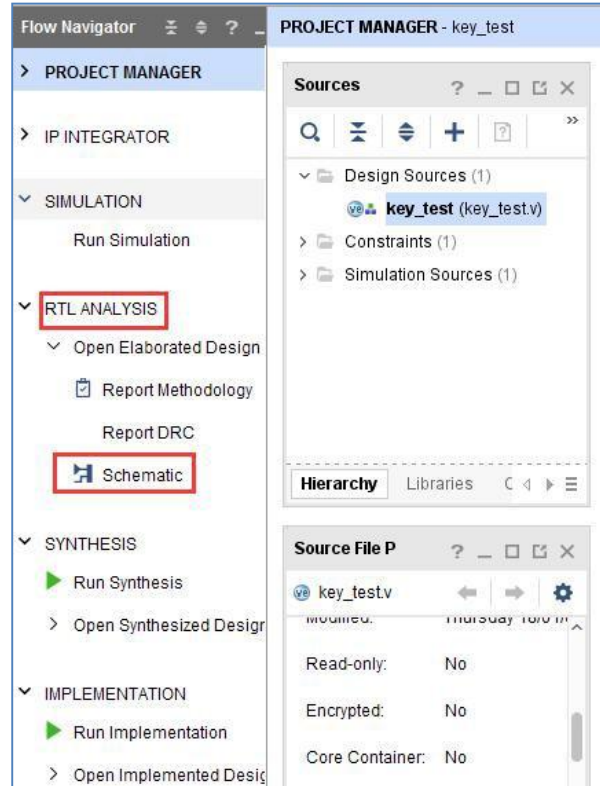 Flow Navigator
PROJECT MANAGER
IP INTEGRATOR
SIMULATION
Run Simulation
RTL ANALYSIS
Open Elaborated Design
Report Methodology
Report DRC
Schematic
SYNTHESIS
Run Synthesis
Open Synthesized Desigr
IMPLEMENTATION
Run Implementation
Open Implemented Desig
PROJECT MANAGER - key_test
Sources
Design Sources (1)
key_test (key_test.v)
Constraints (1)
Simulation Sources (1)
Hierarchy Libraries C
Source File P
key_test.v
Modified: Thursday
Read-only: No
Encrypted: No
Core Container: No